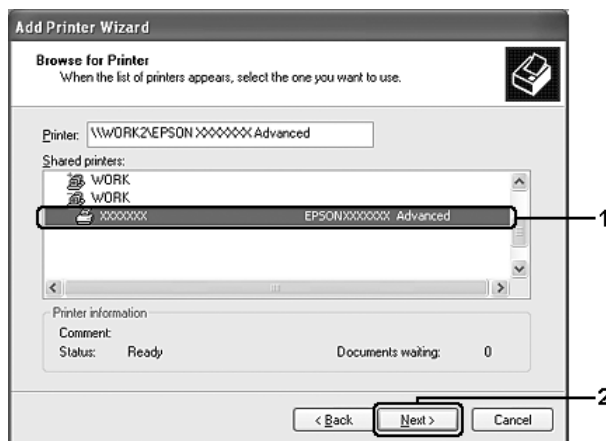 Add Printer Wizard
Browse for Printer
When the list of printers appears, select the one you want to use.
Printer: \\WORK2\EPSON XXXXXXX Advanced
Shared printers:
WORK
WORK
XXXXXXX EPSONXXXXXXX Advanced
1
Printer information
Comment:
Status: Ready Documents waiting: 0
2
< Back Next > Cancel